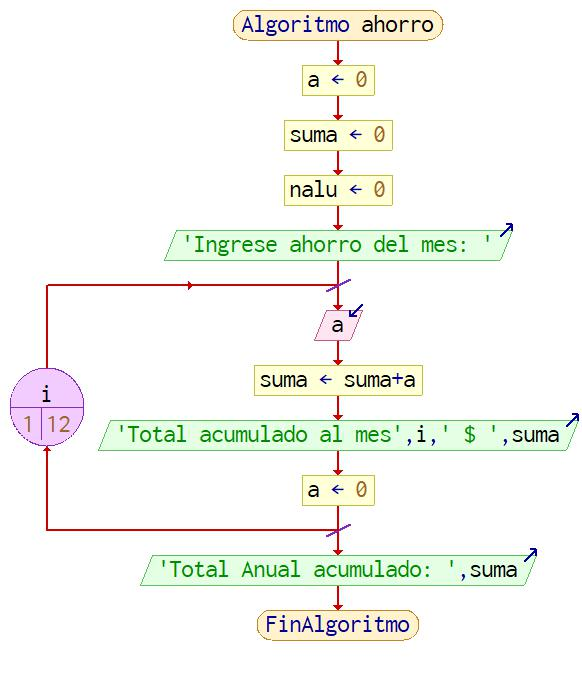 Algoritmo ahorro
a ← 0
suma ← 0
nalu ← 0
'Ingrese ahorro del mes: '
a
suma ← suma+a
i
1 12
'Total acumulado al mes',i,' $ ',suma
a ← 0
'Total Anual acumulado: ',suma
FinAlgoritmo